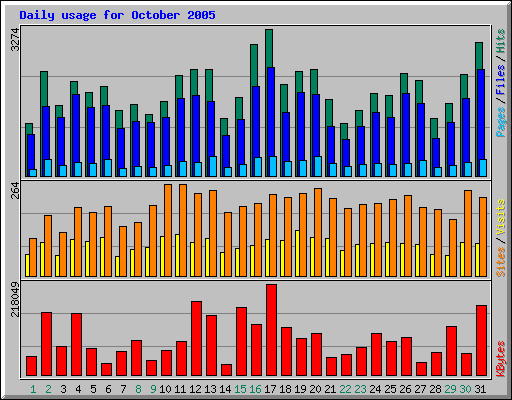 Daily usage for October 2005
3274
Pages / Files / Hits
264
Sites / Visits
218049
KBytes
1 2 3 4 5 6 7 8 9 10 11 12 13 14 15 16 17 18 19 20 21 22 23 24 25 26 27 28 29 30 31